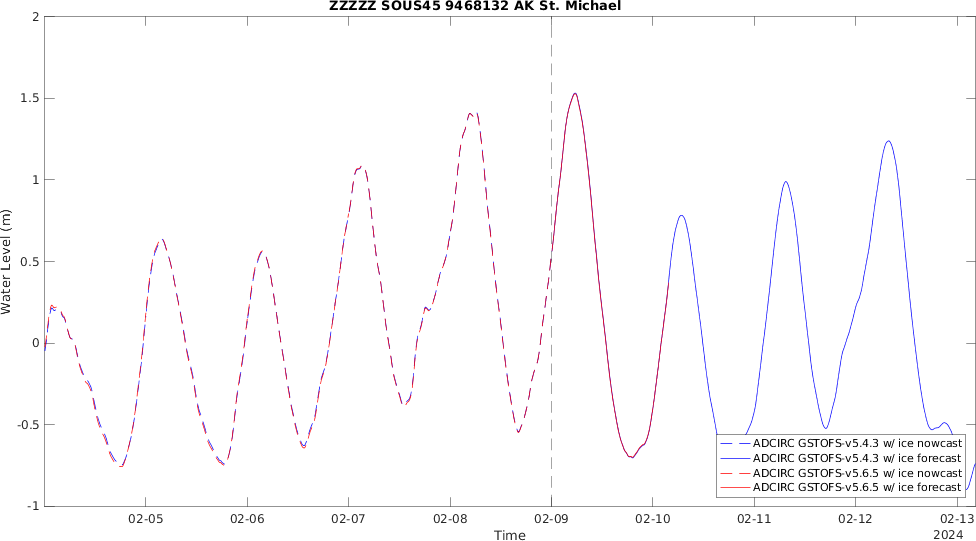 ZZZZZ SOUS45 9468132 AK St. Michael
2
1.5
1
0.5
0
-0.5
-1
Water Level (m)
ADCIRC GSTOFS-v5.4.3 w/ ice nowcast
ADCIRC GSTOFS-v5.4.3 w/ ice forecast
ADCIRC GSTOFS-v5.6.5 w/ ice nowcast
ADCIRC GSTOFS-v5.6.5 w/ ice forecast
02-05 02-06 02-07 02-08 02-09 02-10 02-11 02-12 02-13
Time
2024